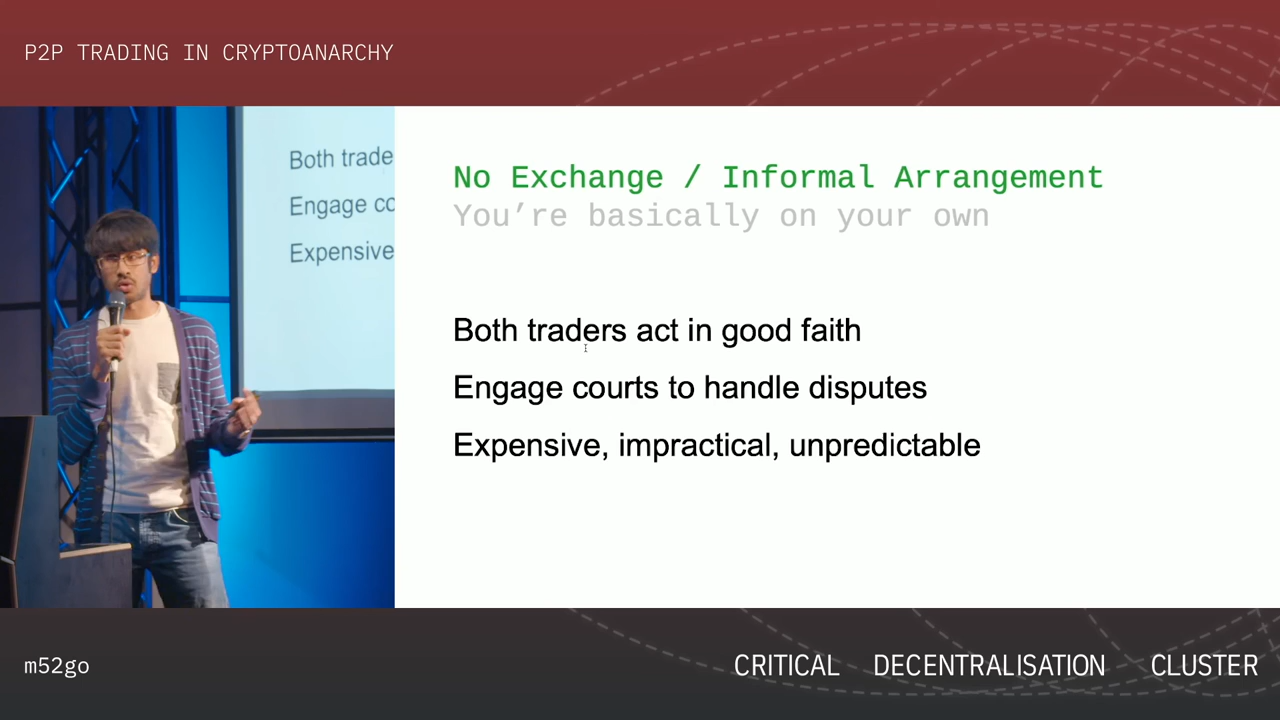 P2P TRADING IN CRYPTOANARCHY
Both trade
Engage co
Expensive
No Exchange / Informal Arrangement
You’re basically on your own
Both traders act in good faith
Engage courts to handle disputes
Expensive, impractical, unpredictable
m52go
CRITICAL DECENTRALISATION CLUSTER